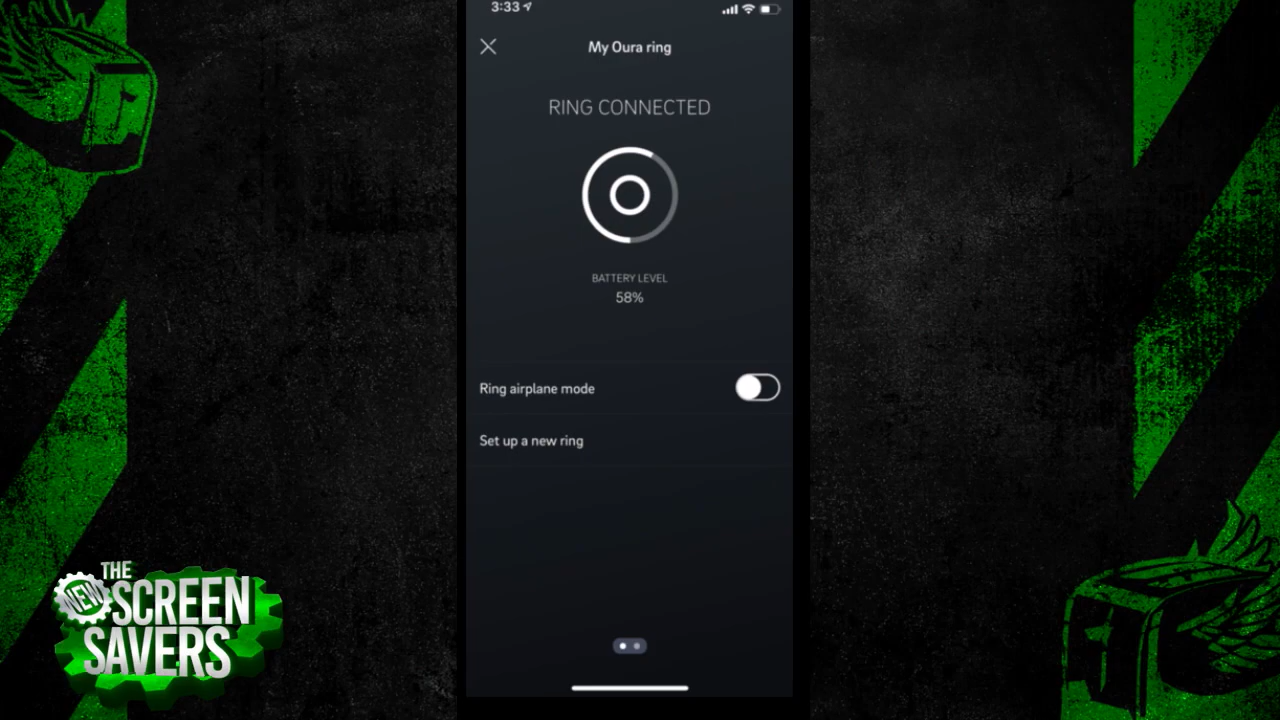 3:33
My Oura ring
RING CONNECTED
BATTERY LEVEL
58%
Ring airplane mode
Set up a new ring
THE
NEW
SCREEN
SAVERS